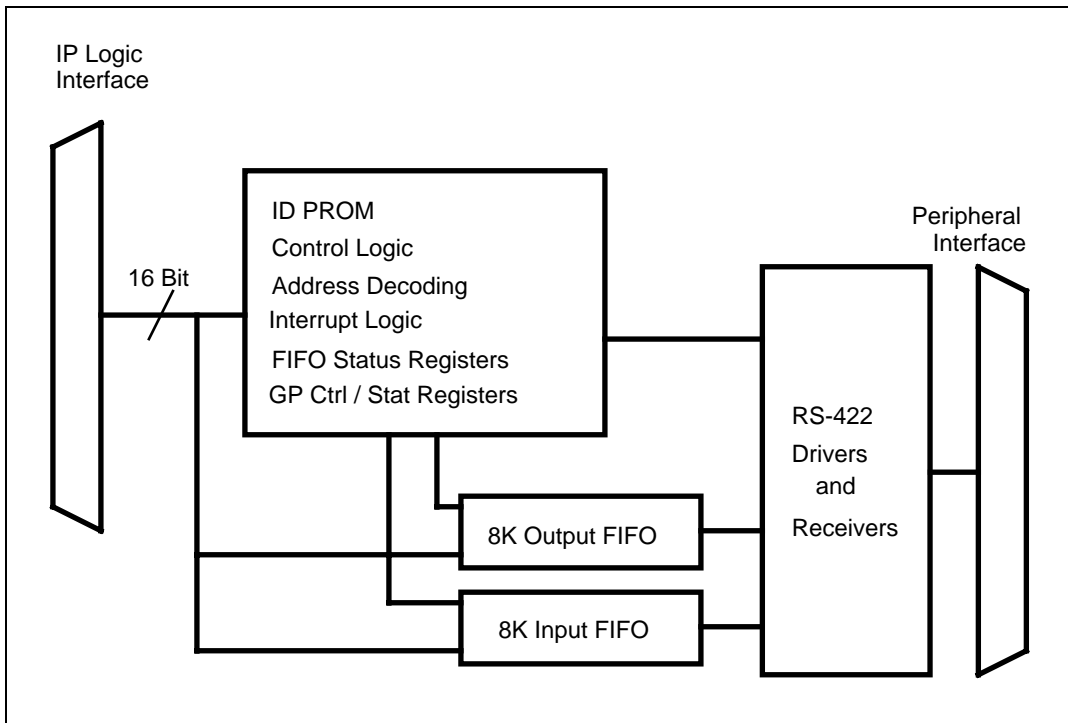 IP Logic
Interface
16 Bit
ID PROM
Control Logic
Address Decoding
Interrupt Logic
FIFO Status Registers
GP Ctrl / Stat Registers
8K Output FIFO
8K Input FIFO
RS-422
Drivers
and
Receivers
Peripheral
Interface